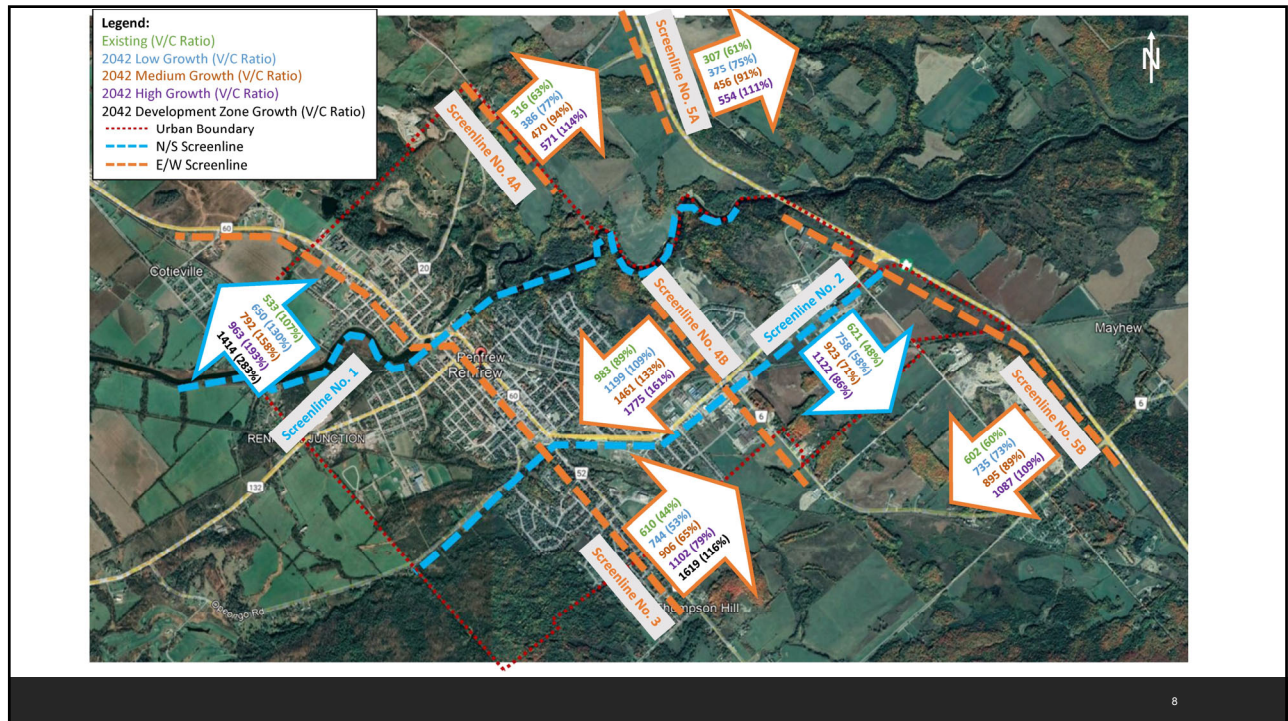 Legend:
Existing (V/C Ratio)
2042 Low Growth (V/C Ratio)
2042 Medium Growth (V/C Ratio)
2042 High Growth (V/C Ratio)
2042 Development Zone Growth (V/C Ratio)
Urban Boundary
N/S Screenline
E/W Screenline
N
Screenline No. 5A
307 (61%)
375 (75%)
456 (91%)
554 (111%)
Screenline No. 4A
316 (63%)
386 (77%)
470 (94%)
571 (114%)
60
Cotieville
20
533 (107%)
650 (130%)
792 (158%)
963 (193%)
1414 (283%)
Screenline No. 1
Renfrew
Renfrew
60
983 (89%)
1199 (109%)
1461 (133%)
1775 (161%)
Screenline No. 4B
Screenline No. 2
621 (48%)
758 (58%)
923 (71%)
1122 (86%)
Mayhew
6
6
Screenline No. 5B
602 (60%)
735 (73%)
895 (89%)
1087 (109%)
JUNCTION
132
52
610 (44%)
744 (53%)
906 (65%)
1102 (79%)
1619 (116%)
Screenline No. 3
Opeongo Rd
Thompson Hill
8